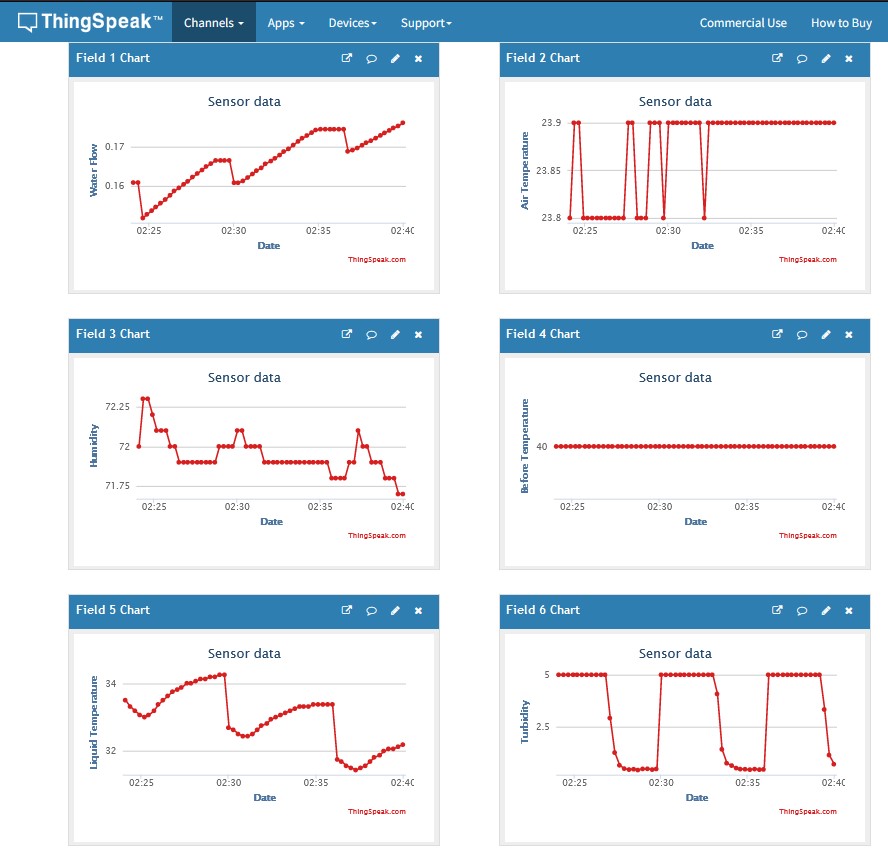 ThingSpeak™ Channels Apps Devices Support Commercial Use How to Buy
Field 1 Chart
Sensor data
Water Flow
0.17
0.16
02:25 02:30 02:35 02:40
Date
ThingSpeak.com
Field 2 Chart
Sensor data
Air Temperature
23.9
23.85
23.8
02:25 02:30 02:35 02:40
Date
ThingSpeak.com
Field 3 Chart
Sensor data
Humidity
72.25
72
71.75
02:25 02:30 02:35 02:40
Date
ThingSpeak.com
Field 4 Chart
Sensor data
Before Temperature
40
02:25 02:30 02:35 02:40
Date
ThingSpeak.com
Field 5 Chart
Sensor data
Liquid Temperature
34
32
02:25 02:30 02:35 02:40
Date
ThingSpeak.com
Field 6 Chart
Sensor data
Turbidity
5
2.5
02:25 02:30 02:35 02:40
Date
ThingSpeak.com